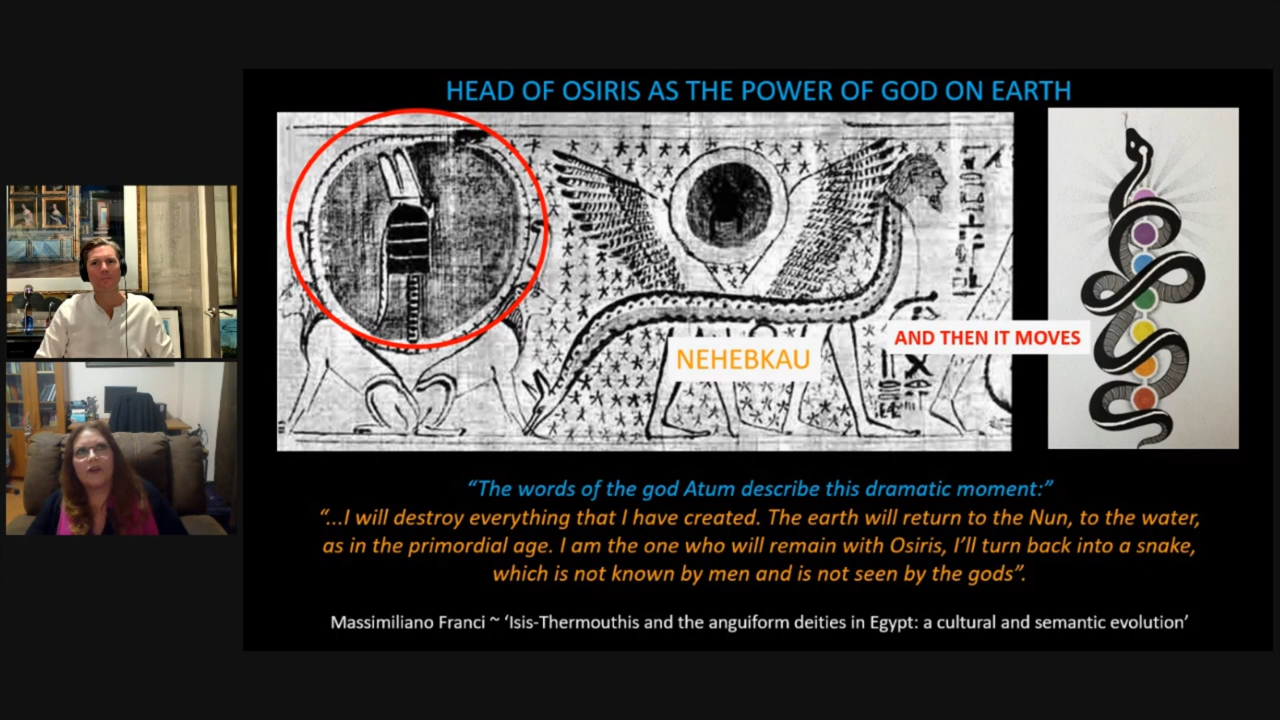 HEAD OF OSIRIS AS THE POWER OF GOD ON EARTH
NEHEBKAU
AND THEN IT MOVES
“The words of the god Atum describe this dramatic moment:”
“...I will destroy everything that I have created. The earth will return to the Nun, to the water,
as in the primordial age. I am the one who will remain with Osiris, I’ll turn back into a snake,
which is not known by men and is not seen by the gods”.
Massimiliano Franci ~ ‘Isis-Thermouthis and the anguiform deities in Egypt: a cultural and semantic evolution’